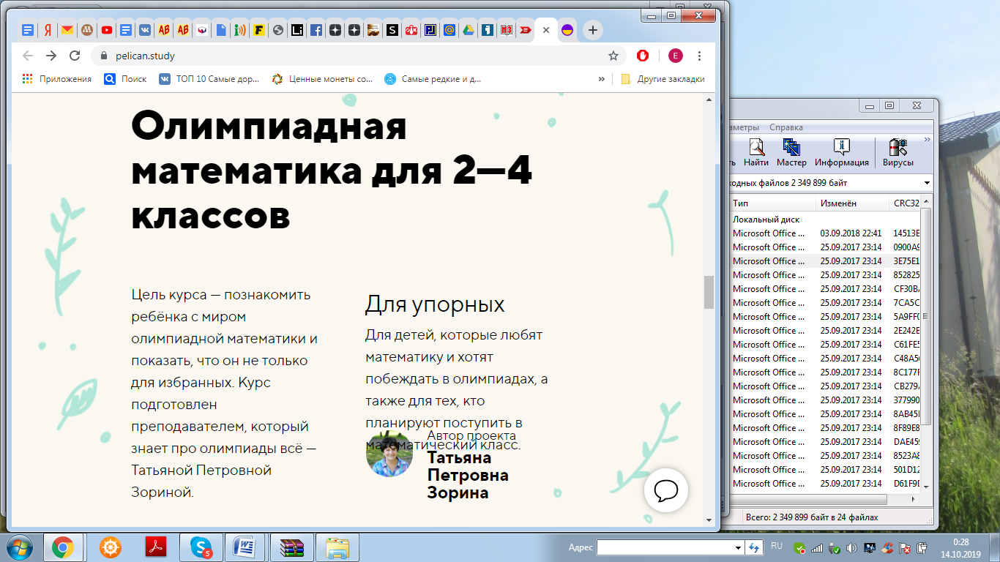 pelican.study
E
Приложения
Поиск
ТОП 10 Самые дор...
Ценные монеты со...
Самые редкие и д...
»
Другие закладки
Олимпиадная
математика для 2—4
классов
Цель курса — познакомить
ребёнка с миром
олимпиадной математики и
показать, что он не только
для избранных. Курс
подготовлен
преподавателем, который
знает про олимпиады всё —
Татьяной Петровной
Зориной.
Для упорных
Для детей, которые любят
математику и хотят
побеждать в олимпиадах, а
также для тех, кто
планируют поступить в
математический класс.
Автор проекта
Татьяна
Петровна
Зорина
Справка
Найти Мастер Информация Вирусы
файлов 2 349 899 байт
Тип Изменён CRC32
Локальный диск
Microsoft Office ... 03.09.2018 22:41 14513E
Microsoft Office ... 25.09.2017 23:14 0900A9
Microsoft Office ... 25.09.2017 23:14 3E75E1
Microsoft Office ... 25.09.2017 23:14 852825
Microsoft Office ... 25.09.2017 23:14 CF30BA
Microsoft Office ... 25.09.2017 23:14 7CA5C
Microsoft Office ... 25.09.2017 23:14 5A9FF0
Microsoft Office ... 25.09.2017 23:14 2E242E
Microsoft Office ... 25.09.2017 23:14 C61FE5
Microsoft Office ... 25.09.2017 23:14 C48A5
Microsoft Office ... 25.09.2017 23:14 8C177F
Microsoft Office ... 25.09.2017 23:14 CB279A
Microsoft Office ... 25.09.2017 23:14 377990
Microsoft Office ... 25.09.2017 23:14 8AB45
Microsoft Office ... 25.09.2017 23:14 8F89E8
Microsoft Office ... 25.09.2017 23:14 DAE459
Microsoft Office ... 25.09.2017 23:14 8523A8
Microsoft Office ... 25.09.2017 23:14 501D12
Microsoft Office ... 25.09.2017 23:14 D61F9D
Всего: 2 349 899 байт в 24 файлах
Адрес
RU
0:28
14.10.2019